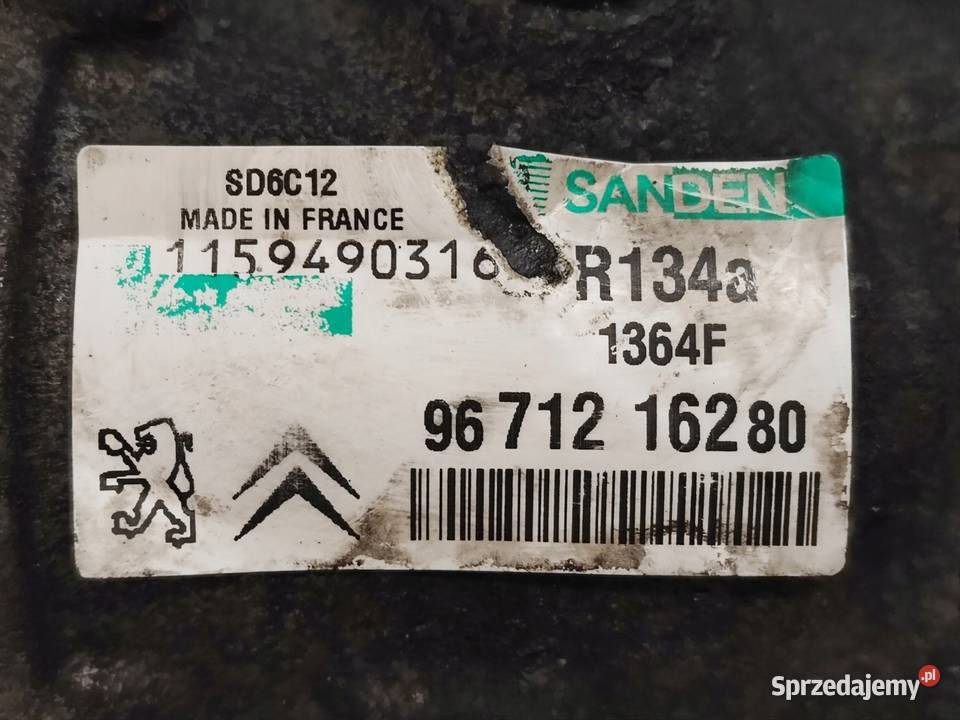 SD6C12
MADE IN FRANCE
1159490316
SANDEN
R134a
1364F
96 712 162 80
Sprzedajemy.pl